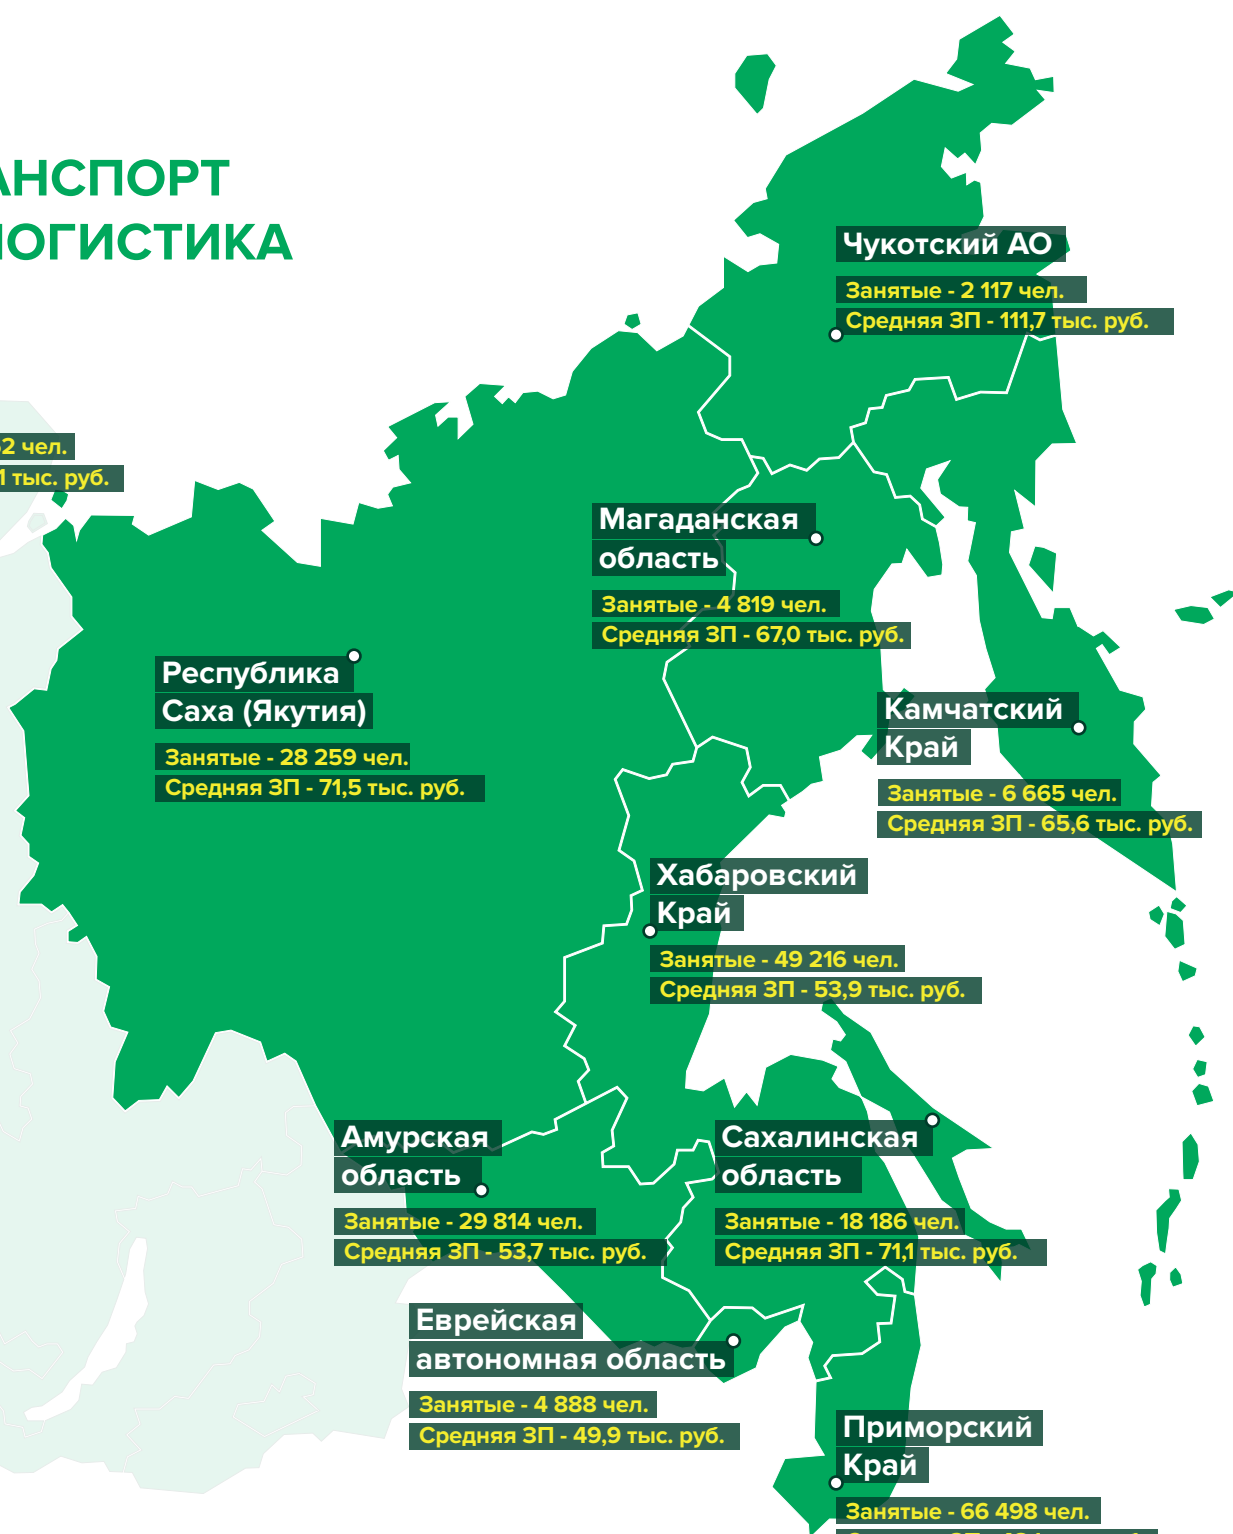 АНСПОРТ
ЛОГИСТИКА
Чукотский АО
Занятые - 2 117 чел.
Средняя ЗП - 111,7 тыс. руб.
2 чел.
1 тыс. руб.
Магаданская
область
Занятые - 4 819 чел.
Средняя ЗП - 67,0 тыс. руб.
Республика
Саха (Якутия)
Занятые - 28 259 чел.
Средняя ЗП - 71,5 тыс. руб.
Камчатский
Край
Занятые - 6 665 чел.
Средняя ЗП - 65,6 тыс. руб.
Хабаровский
Край
Занятые - 49 216 чел.
Средняя ЗП - 53,9 тыс. руб.
Амурская
область
Занятые - 29 814 чел.
Средняя ЗП - 53,7 тыс. руб.
Сахалинская
область
Занятые - 18 186 чел.
Средняя ЗП - 71,1 тыс. руб.
Еврейская
автономная область
Занятые - 4 888 чел.
Средняя ЗП - 49,9 тыс. руб.
Приморский
Край
Занятые - 66 498 чел.